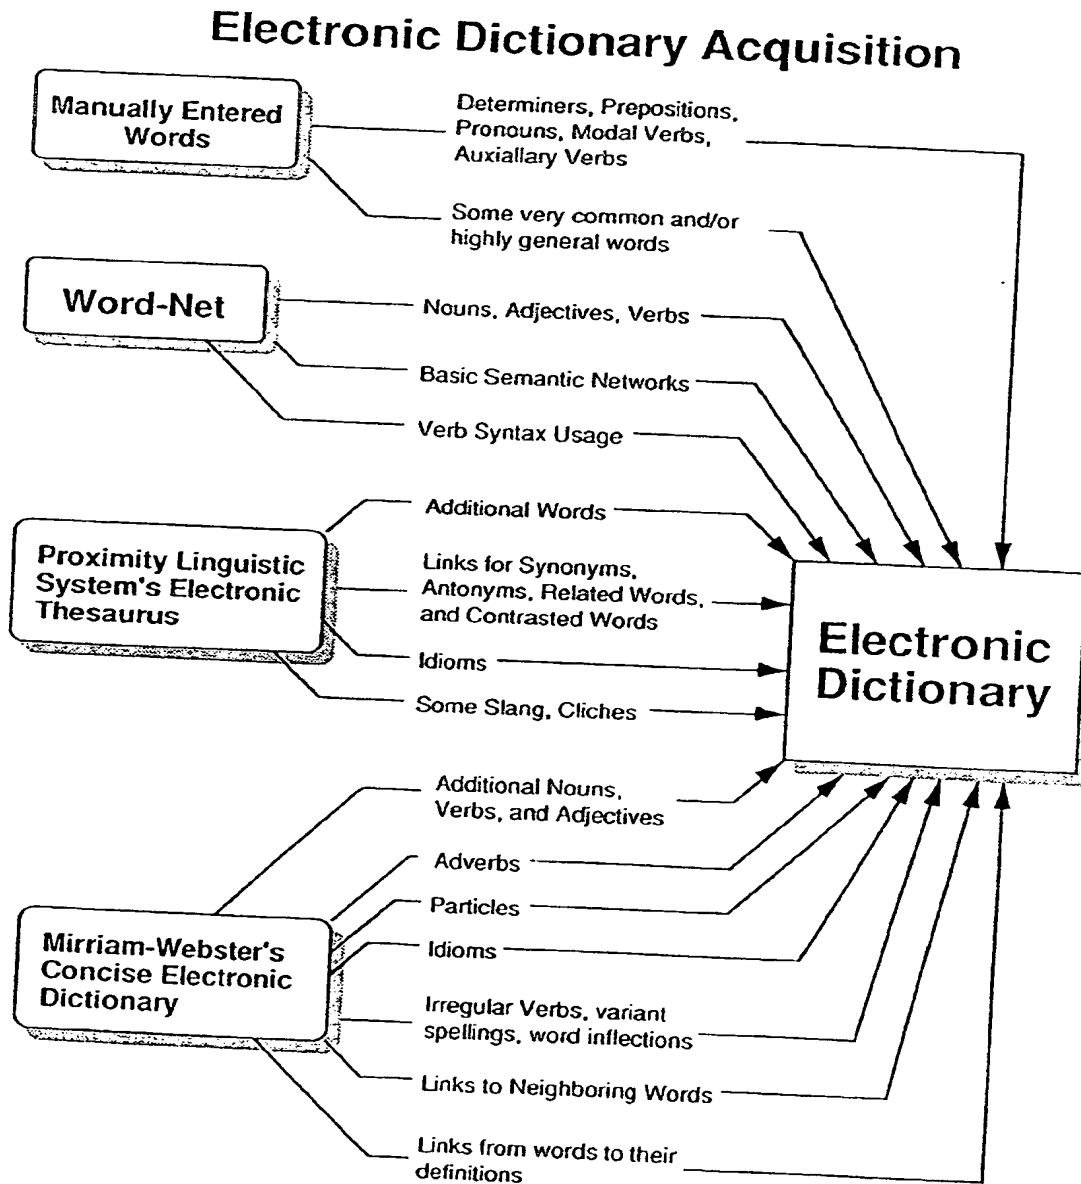 Electronic Dictionary Acquisition
Manually Entered
Words
Determiners, Prepositions,
Pronouns, Modal Verbs,
Auxiallary Verbs
Some very common and/or
highly general words
Word-Net
Nouns, Adjectives, Verbs
Basic Semantic Networks
Verb Syntax Usage
Proximity Linguistic
System's Electronic
Thesaurus
Additional Words
Links for Synonyms,
Antonyms, Related Words,
and Contrasted Words
Idioms
Some Slang, Cliches
Electronic
Dictionary
Mirriam-Webster's
Concise Electronic
Dictionary
Additional Nouns,
Verbs, and Adjectives
Adverbs
Particles
Idioms
Irregular Verbs, variant
spellings, word inflections
Links to Neighboring Words
Links from words to their
definitions